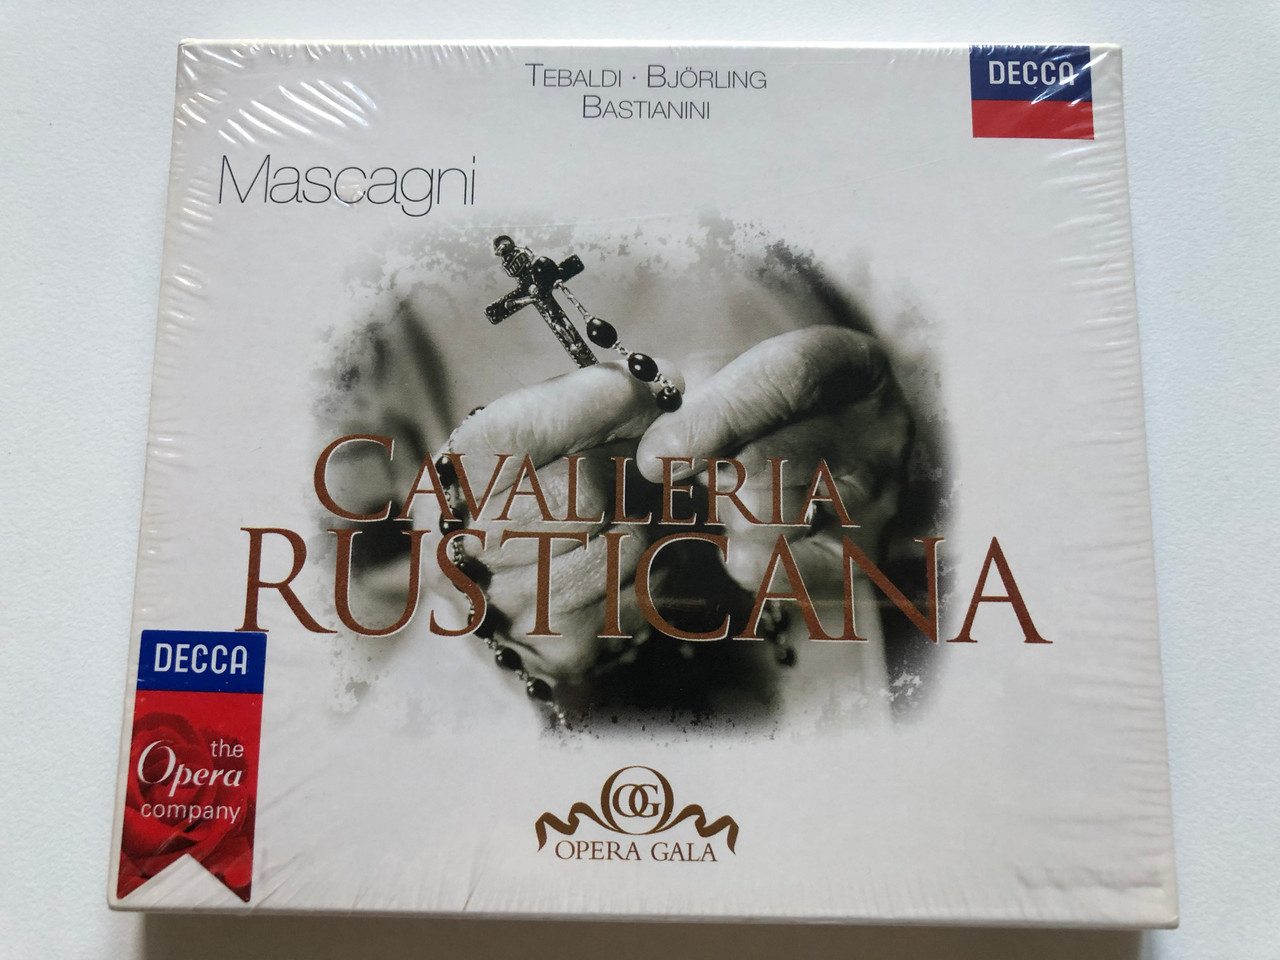 TEBALDI · BJÖRLING
BASTIANINI
DECCA
Mascagni
CAVALLERIA
RUSTICANA
DECCA
the
Opera
company
OG
OPERA GALA